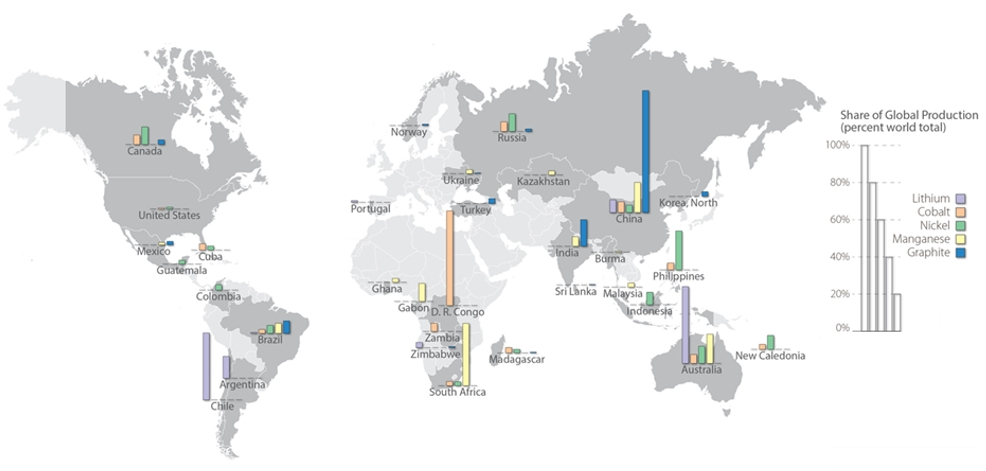 Share of Global Production
(percent world total)
100%
80%
60%
40%
20%
0%
Lithium
Cobalt
Nickel
Manganese
Graphite
Canada
United States
Mexico
Cuba
Guatemala
Colombia
Brazil
Argentina
Chile
Norway
Russia
Ukraine
Kazakhstan
Portugal
Turkey
China
Korea, North
India
Burma
Philippines
Sri Lanka
Malaysia
Indonesia
Ghana
Gabon
D. R. Congo
Zambia
Zimbabwe
Madagascar
South Africa
Australia
New Caledonia